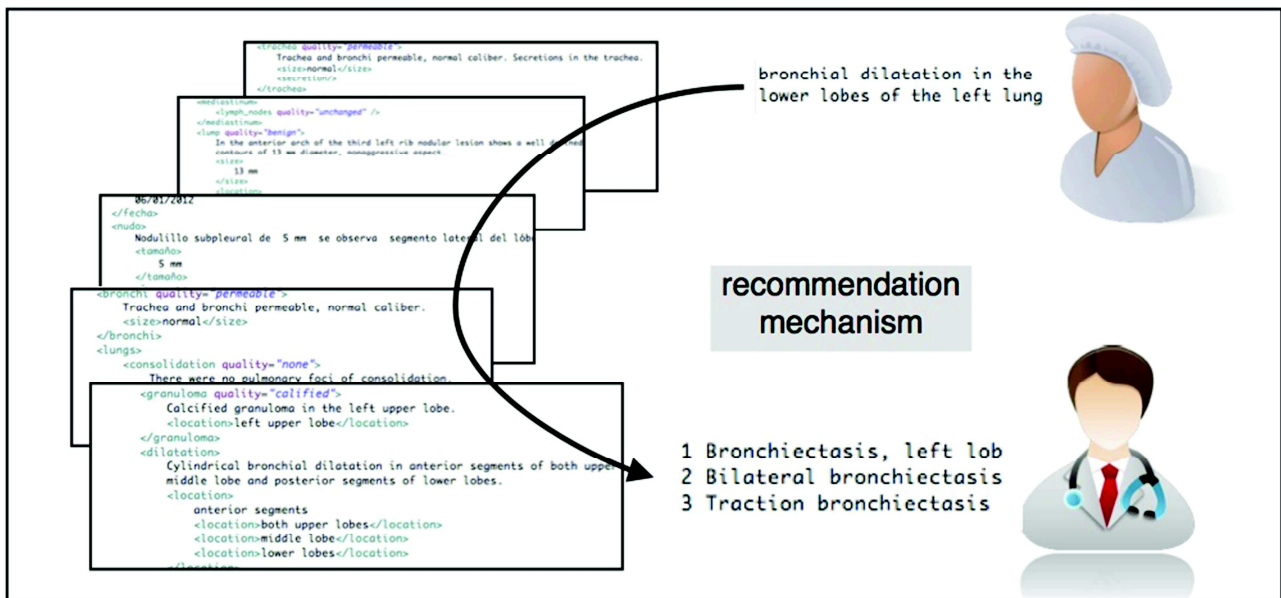 <trachea quality="permeable">
Trachea and bronchi permeable, normal caliber. Secretions in the trachea.
<size>normal</size>
<secretion/>
</trachea>
<mediastinum>
<lymph_nodes quality="unchanged" />
</mediastinum>
<lump quality="benign">
In the anterior arch of the third left rib nodular lesion shows a well defined
contours of 13 mm diameter, nonaggressive aspect.
<size>
13 mm
</size>
<location>
06/01/2012
</fecha>
<nudo>
Nodulillo subpleural de 5 mm se observa segmento lateral del lób
<tamaño>
5 mm
</tamaño>
<bronchi quality="permeable">
Trachea and bronchi permeable, normal caliber.
<size>normal</size>
</bronchi>
<lungs>
<consolidation quality="none">
There were no pulmonary foci of consolidation.
<granuloma quality="calified">
Calcified granuloma in the left upper lobe.
<location>left upper lobe</location>
</granuloma>
<dilatation>
Cylindrical bronchial dilatation in anterior segments of both upper
middle lobe and posterior segments of lower lobes.
<location>
anterior segments
<location>both upper lobes</location>
<location>middle lobe</location>
<location>lower lobes</location>
</location>
bronchial dilatation in the
lower lobes of the left lung
recommendation
mechanism
1 Bronchiectasis, left lob
2 Bilateral bronchiectasis
3 Traction bronchiectasis